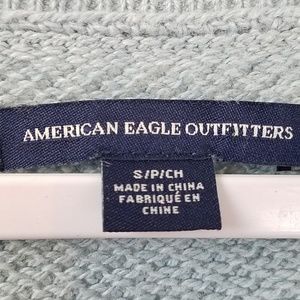 AMERICAN EAGLE OUTFITTERS
S/P/CH
MADE IN CHINA
FABRIQUÉ EN
CHINE